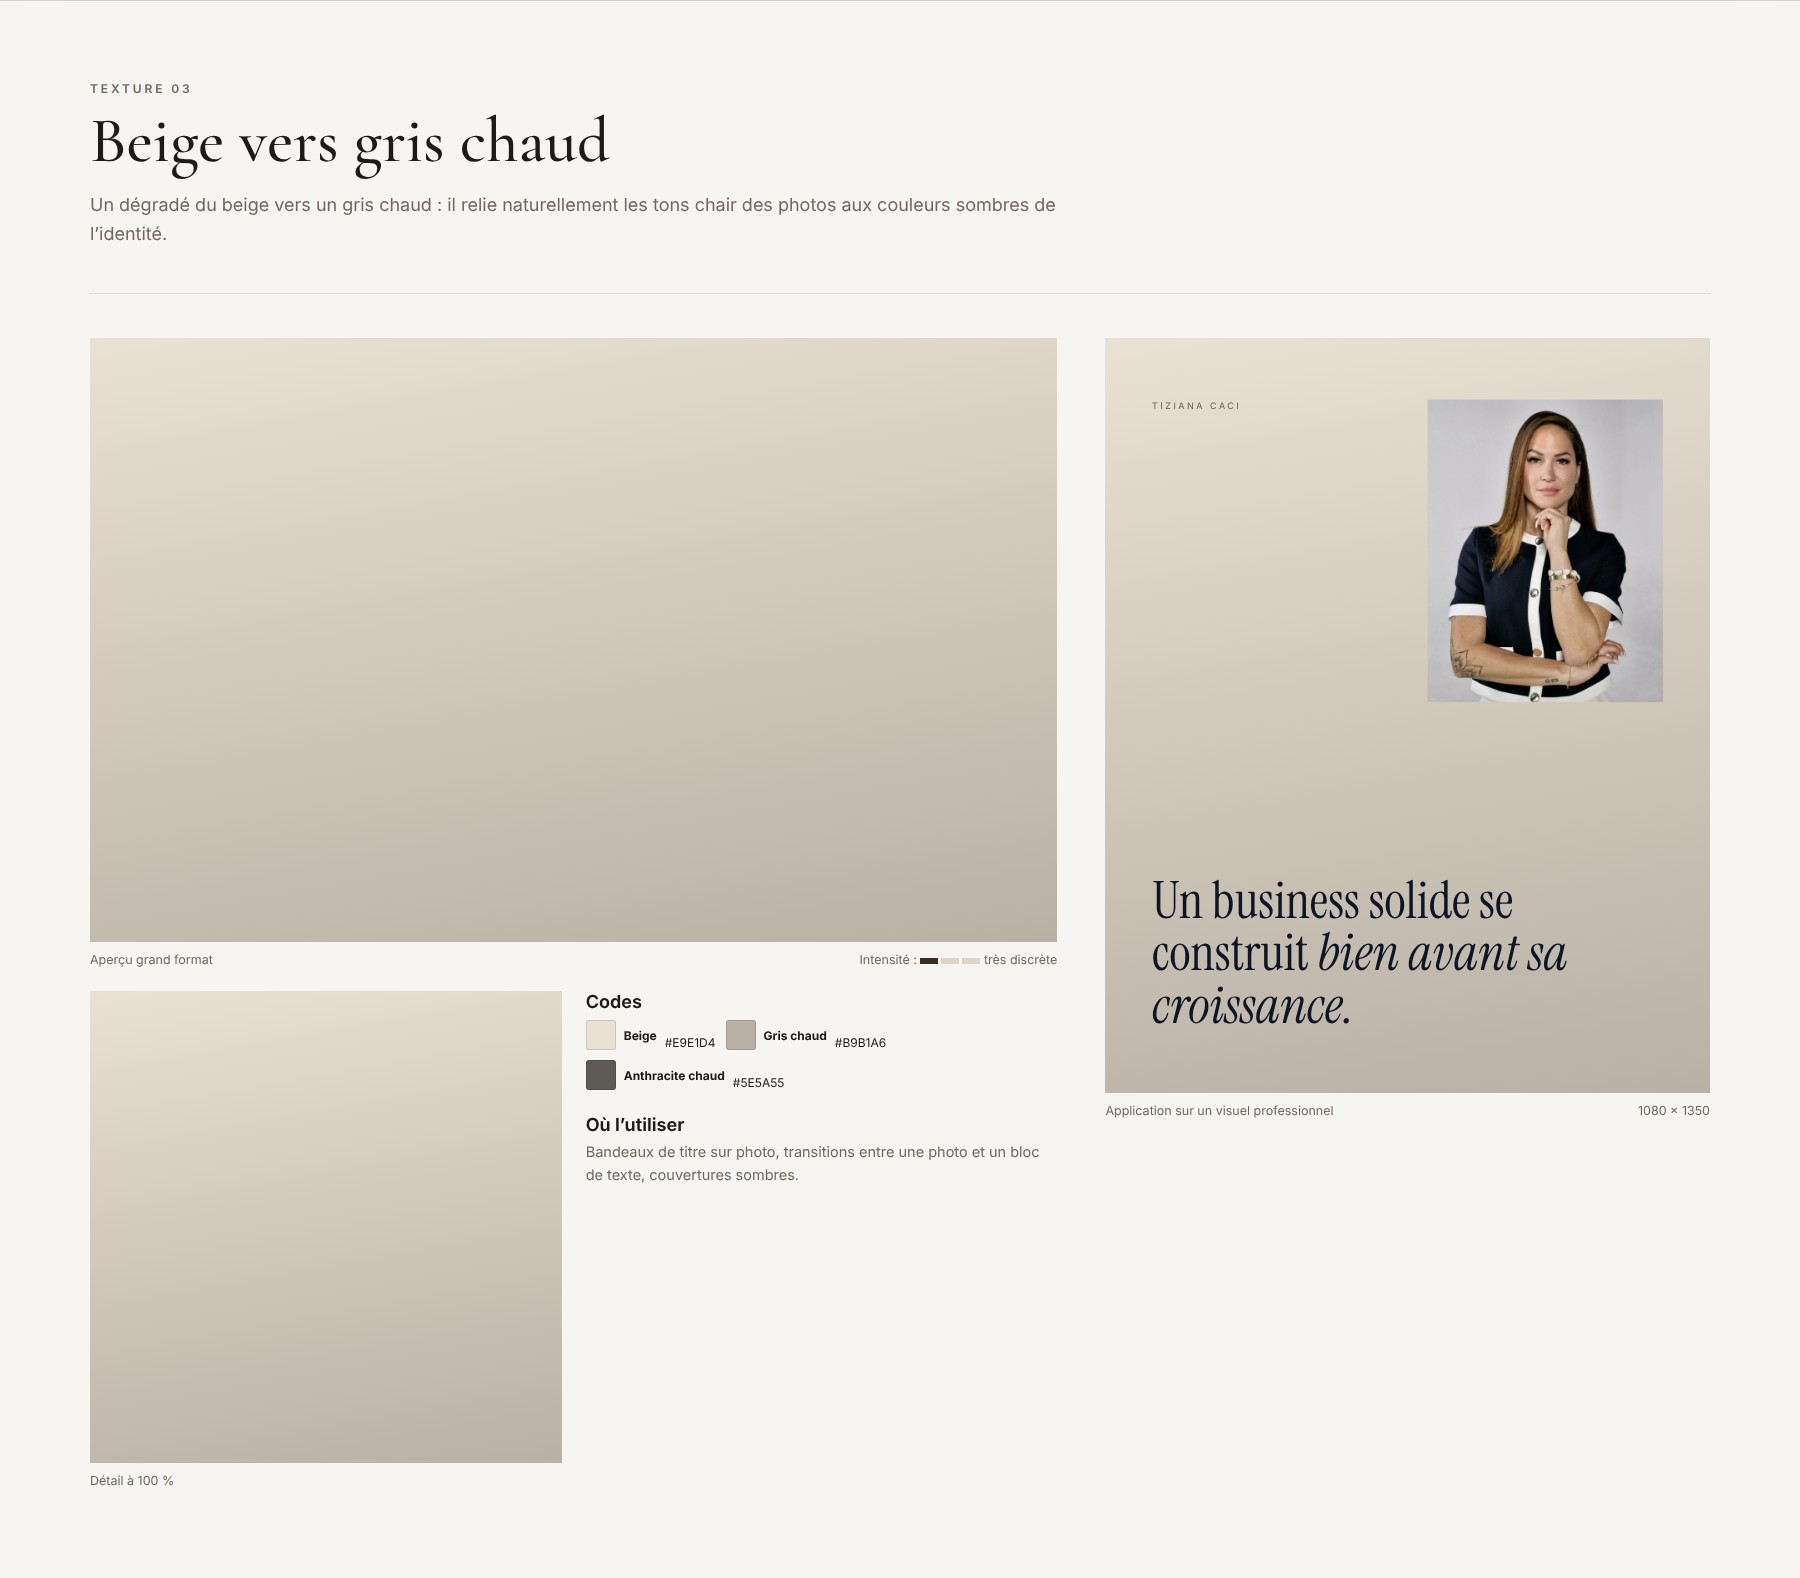 TEXTURE 03
Beige vers gris chaud
Un dégradé du beige vers un gris chaud : il relie naturellement les tons chair des photos aux couleurs sombres de
l’identité.
TIZIANA CACI
Un business solide se
construit bien avant sa
croissance.
Aperçu grand format
Intensité : très discrète
Application sur un visuel professionnel
1080 × 1350
Codes
Beige #E9E1D4 Gris chaud #B9B1A6
Anthracite chaud #5E5A55
Où l’utiliser
Bandeaux de titre sur photo, transitions entre une photo et un bloc
de texte, couvertures sombres.
Détail à 100 %